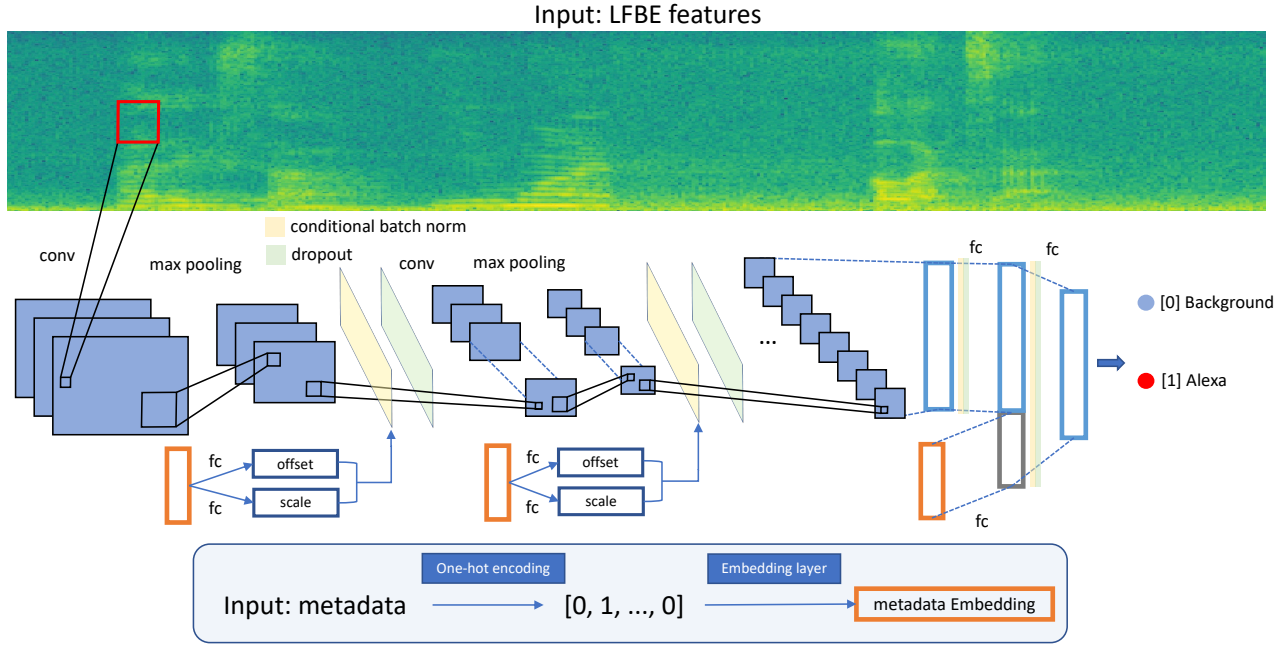 Input: LFBE features
conditional batch norm
dropout
conv
max pooling
conv
max pooling
fc
fc
...
[0] Background
[1] Alexa
fc
offset
fc
scale
fc
offset
fc
scale
fc
One-hot encoding
Embedding layer
Input: metadata
[0, 1, ..., 0]
metadata Embedding